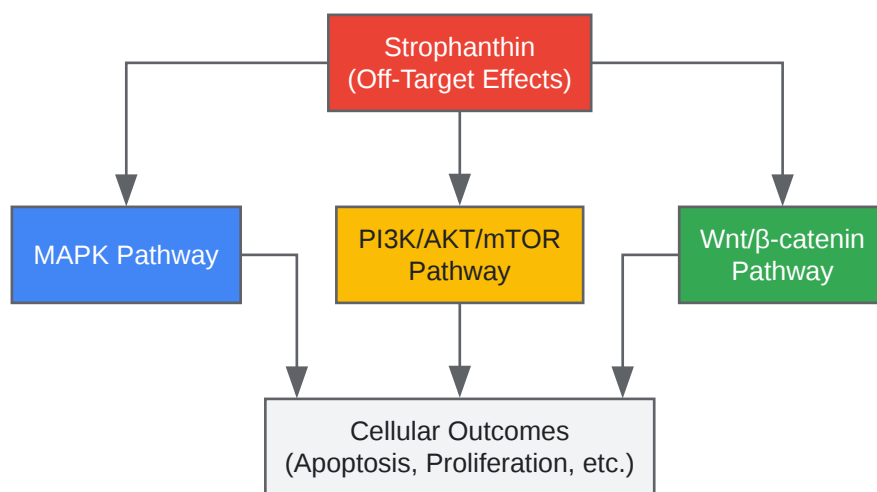 Strophanthin
(Off-Target Effects)
MAPK Pathway
PI3K/AKT/mTOR
Pathway
Wnt/β-catenin
Pathway
Cellular Outcomes
(Apoptosis, Proliferation, etc.)